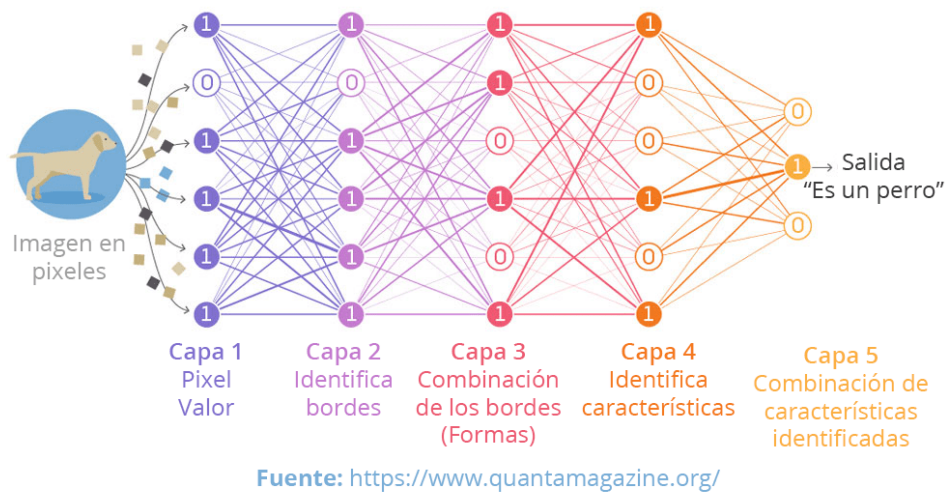 1 1 1 1
0 0 1 0
0
1 1 0 0
1 → Salida
“Es un perro”
1 1 1 1
0
1 1 0 0
1 1 1 1
Imagen en
pixeles
Capa 1
Pixel
Valor
Capa 2
Identifica
bordes
Capa 3
Combinación
de los bordes
(Formas)
Capa 4
Identifica
características
Capa 5
Combinación de
características
identificadas
Fuente: https://www.quantamagazine.org/